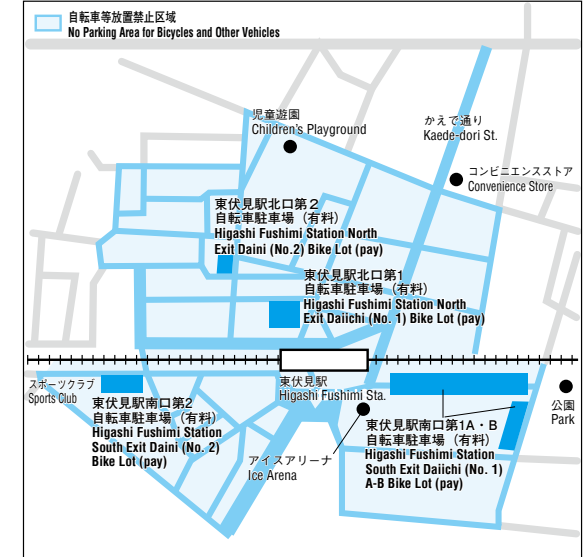 自転車等放置禁止区域
No Parking Area for Bicycles and Other Vehicles
児童遊園
Children's Playground
かえで通り
Kaede-dori St.
コンビニエンスストア
Convenience Store
東伏見駅北口第2
自転車駐車場（有料）
Higashi Fushimi Station North
Exit Daini (No.2) Bike Lot (pay)
東伏見駅北口第1
自転車駐車場（有料）
Higashi Fushimi Station North
Exit Daiichi (No. 1) Bike Lot (pay)
スポーツクラブ
Sports Club
東伏見駅南口第2
自転車駐車場（有料）
Higashi Fushimi Station
South Exit Daini (No. 2)
Bike Lot (pay)
東伏見駅
Higashi Fushimi Sta.
アイスアリーナ
Ice Arena
東伏見駅南口第1A・B
自転車駐車場（有料）
Higashi Fushimi Station
South Exit Daiichi (No. 1)
A-B Bike Lot (pay)
公園
Park